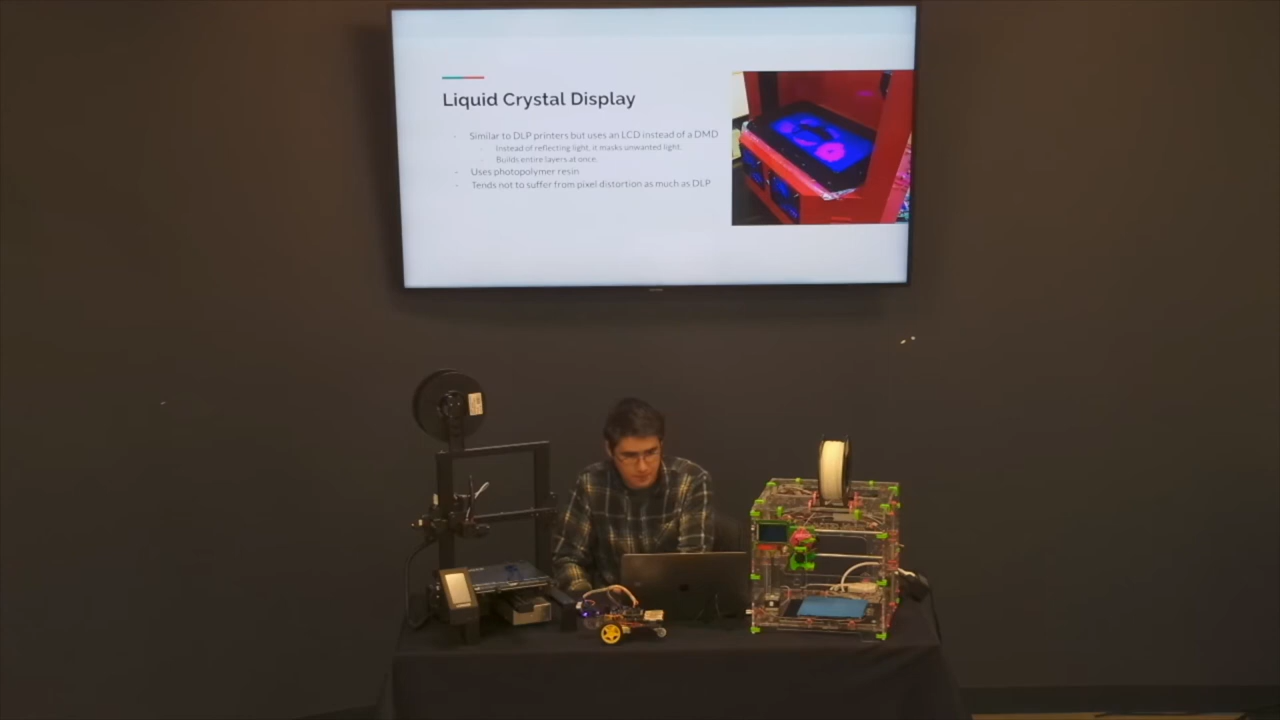 Liquid Crystal Display
- Similar to DLP printers but uses an LCD instead of a DMD
- Instead of reflecting light, it masks unwanted light.
- Builds entire layers at once.
- Uses photopolymer resin
- Tends not to suffer from pixel distortion as much as DLP